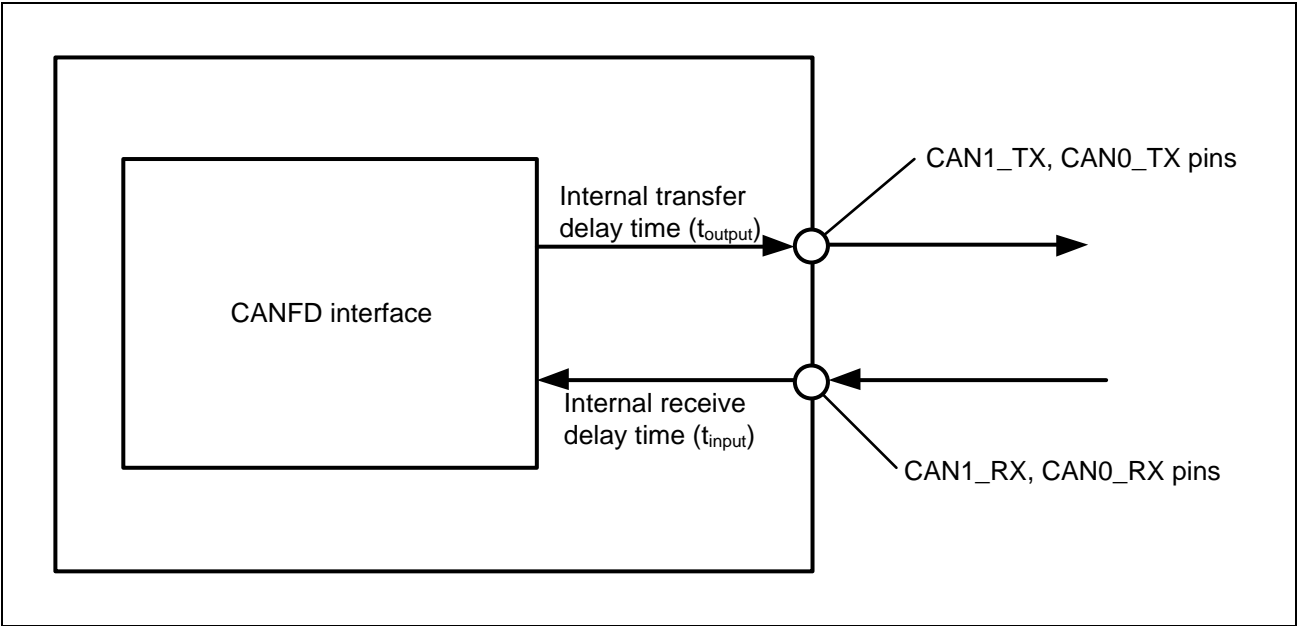 CAN1_TX, CAN0_TX pins
Internal transfer
delay time (toutput)
CANFD interface
Internal receive
delay time (tinput)
CAN1_RX, CAN0_RX pins